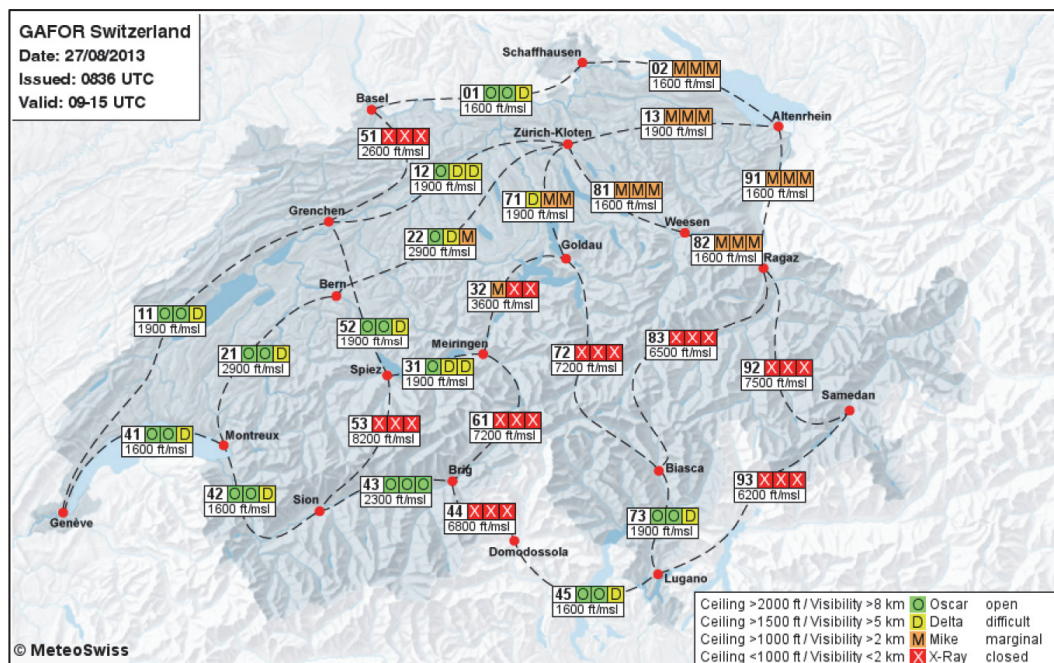 GAFOR Switzerland
Date: 27/08/2013
Issued: 0836 UTC
Valid: 09-15 UTC
Schaffhausen
02 M M M
1600 ft/msl
01 O O D
1600 ft/msl
Basel
13 M M M
1900 ft/msl
Altenrhein
51 X X X
2600 ft/msl
Zürich-Kloten
12 O D D
1900 ft/msl
91 M M M
1600 ft/msl
71 D M M
1900 ft/msl
81 M M M
1600 ft/msl
Grenchen
Weesen
22 O D M
2900 ft/msl
Goldau
82 M M M
1600 ft/msl
Ragaz
Bern
32 M X X
3600 ft/msl
11 O O D
1900 ft/msl
52 O O D
1900 ft/msl
83 X X X
6500 ft/msl
21 O O D
2900 ft/msl
Meiringen
72 X X X
7200 ft/msl
Spiez
31 O D D
1900 ft/msl
92 X X X
7500 ft/msl
Samedan
53 X X X
8200 ft/msl
61 X X X
7200 ft/msl
41 O O D
1600 ft/msl
Montreux
Brig
Biasca
43 O O O
2300 ft/msl
93 X X X
6200 ft/msl
42 O O D
1600 ft/msl
Sion
44 X X X
6800 ft/msl
73 O O D
1900 ft/msl
Genève
Domodossola
Lugano
45 O O D
1600 ft/msl
Ceiling >2000 ft / Visibility >8 km O Oscar open
Ceiling >1500 ft / Visibility >5 km D Delta difficult
Ceiling >1000 ft / Visibility >2 km M Mike marginal
Ceiling <1000 ft / Visibility <2 km X X-Ray closed
© MeteoSwiss